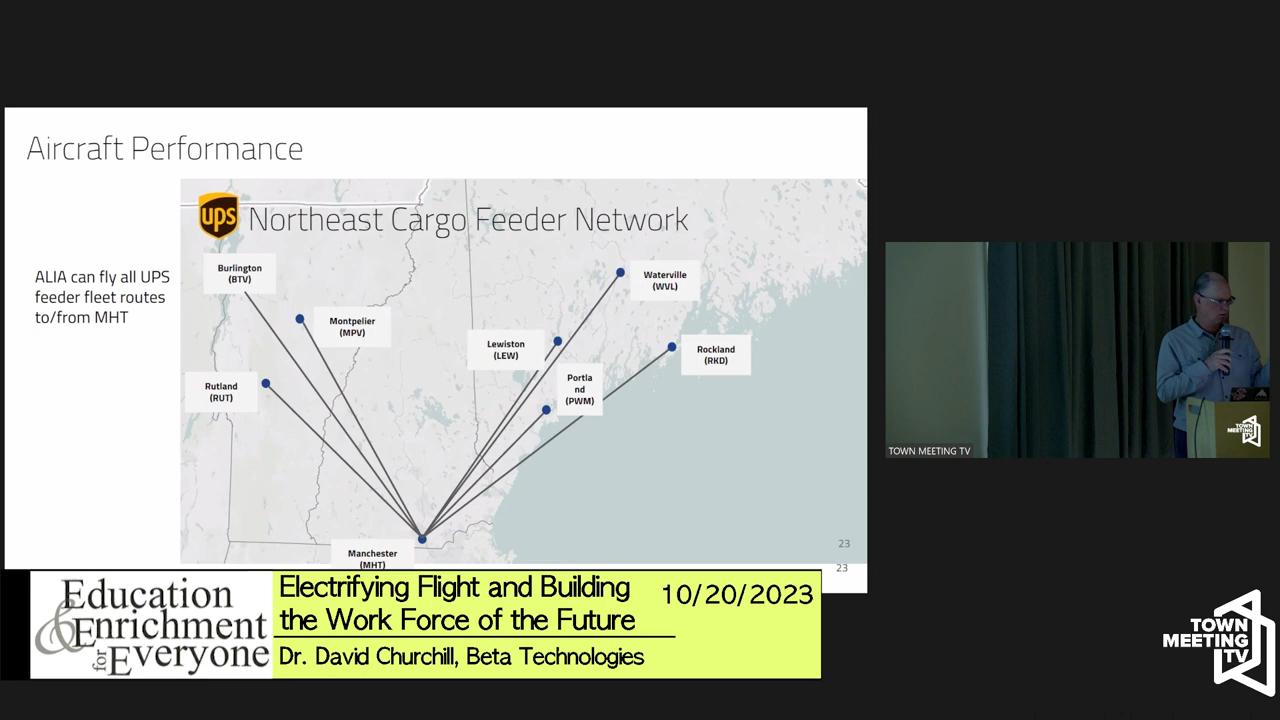 Aircraft Performance
ups
Northeast Cargo Feeder Network
ALIA can fly all UPS
feeder fleet routes
to/from MHT
Burlington
(BTV)
Montpelier
(MPV)
Rutland
(RUT)
Waterville
(WVL)
Lewiston
(LEW)
Rockland
(RKD)
Portla
nd
(PWM)
Manchester
(MHT)
23
23
TOWN MEETING TV
TOWN
MEETING
TV
Education
& Enrichment
for Everyone
Electrifying Flight and Building
the Work Force of the Future
10/20/2023
Dr. David Churchill, Beta Technologies
TOWN
MEETING
TV